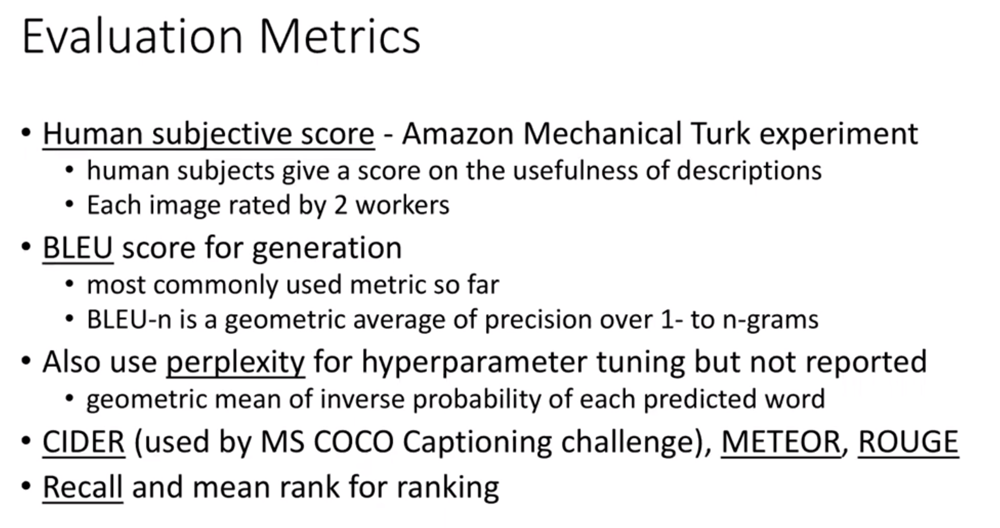 Evaluation Metrics
• Human subjective score - Amazon Mechanical Turk experiment
• human subjects give a score on the usefulness of descriptions
• Each image rated by 2 workers
• BLEU score for generation
• most commonly used metric so far
• BLEU-n is a geometric average of precision over 1- to n-grams
• Also use perplexity for hyperparameter tuning but not reported
• geometric mean of inverse probability of each predicted word
• CIDER (used by MS COCO Captioning challenge), METEOR, ROUGE
• Recall and mean rank for ranking